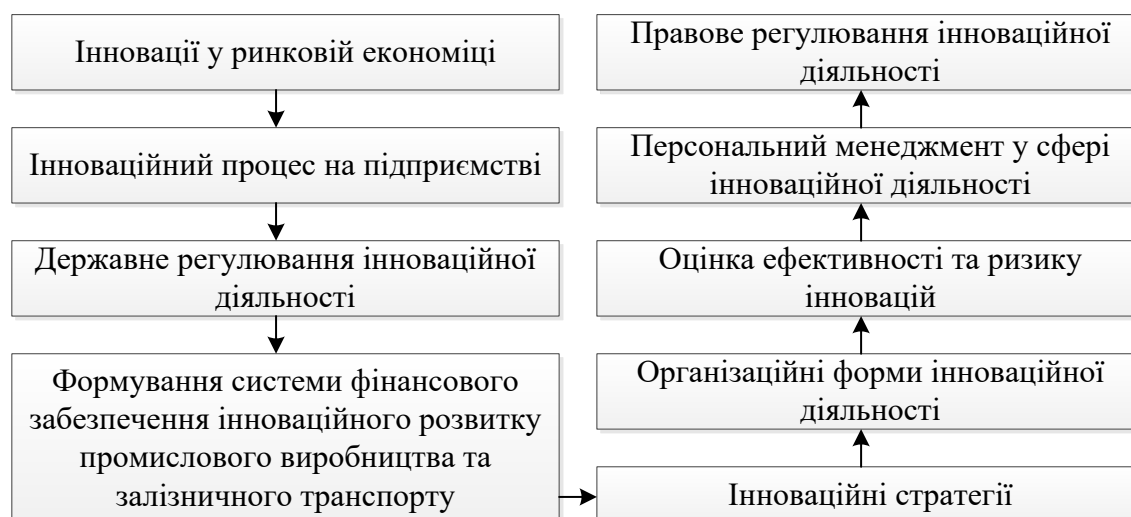 Інновації у ринковій економіці
Інноваційний процес на підприємстві
Державне регулювання інноваційної
діяльності
Формування системи фінансового
забезпечення інноваційного розвитку
промислового виробництва та
залізничного транспорту
Інноваційні стратегії
Організаційні форми інноваційної
діяльності
Оцінка ефективності та ризику
інновацій
Персональний менеджмент у сфері
інноваційної діяльності
Правове регулювання інноваційної
діяльності